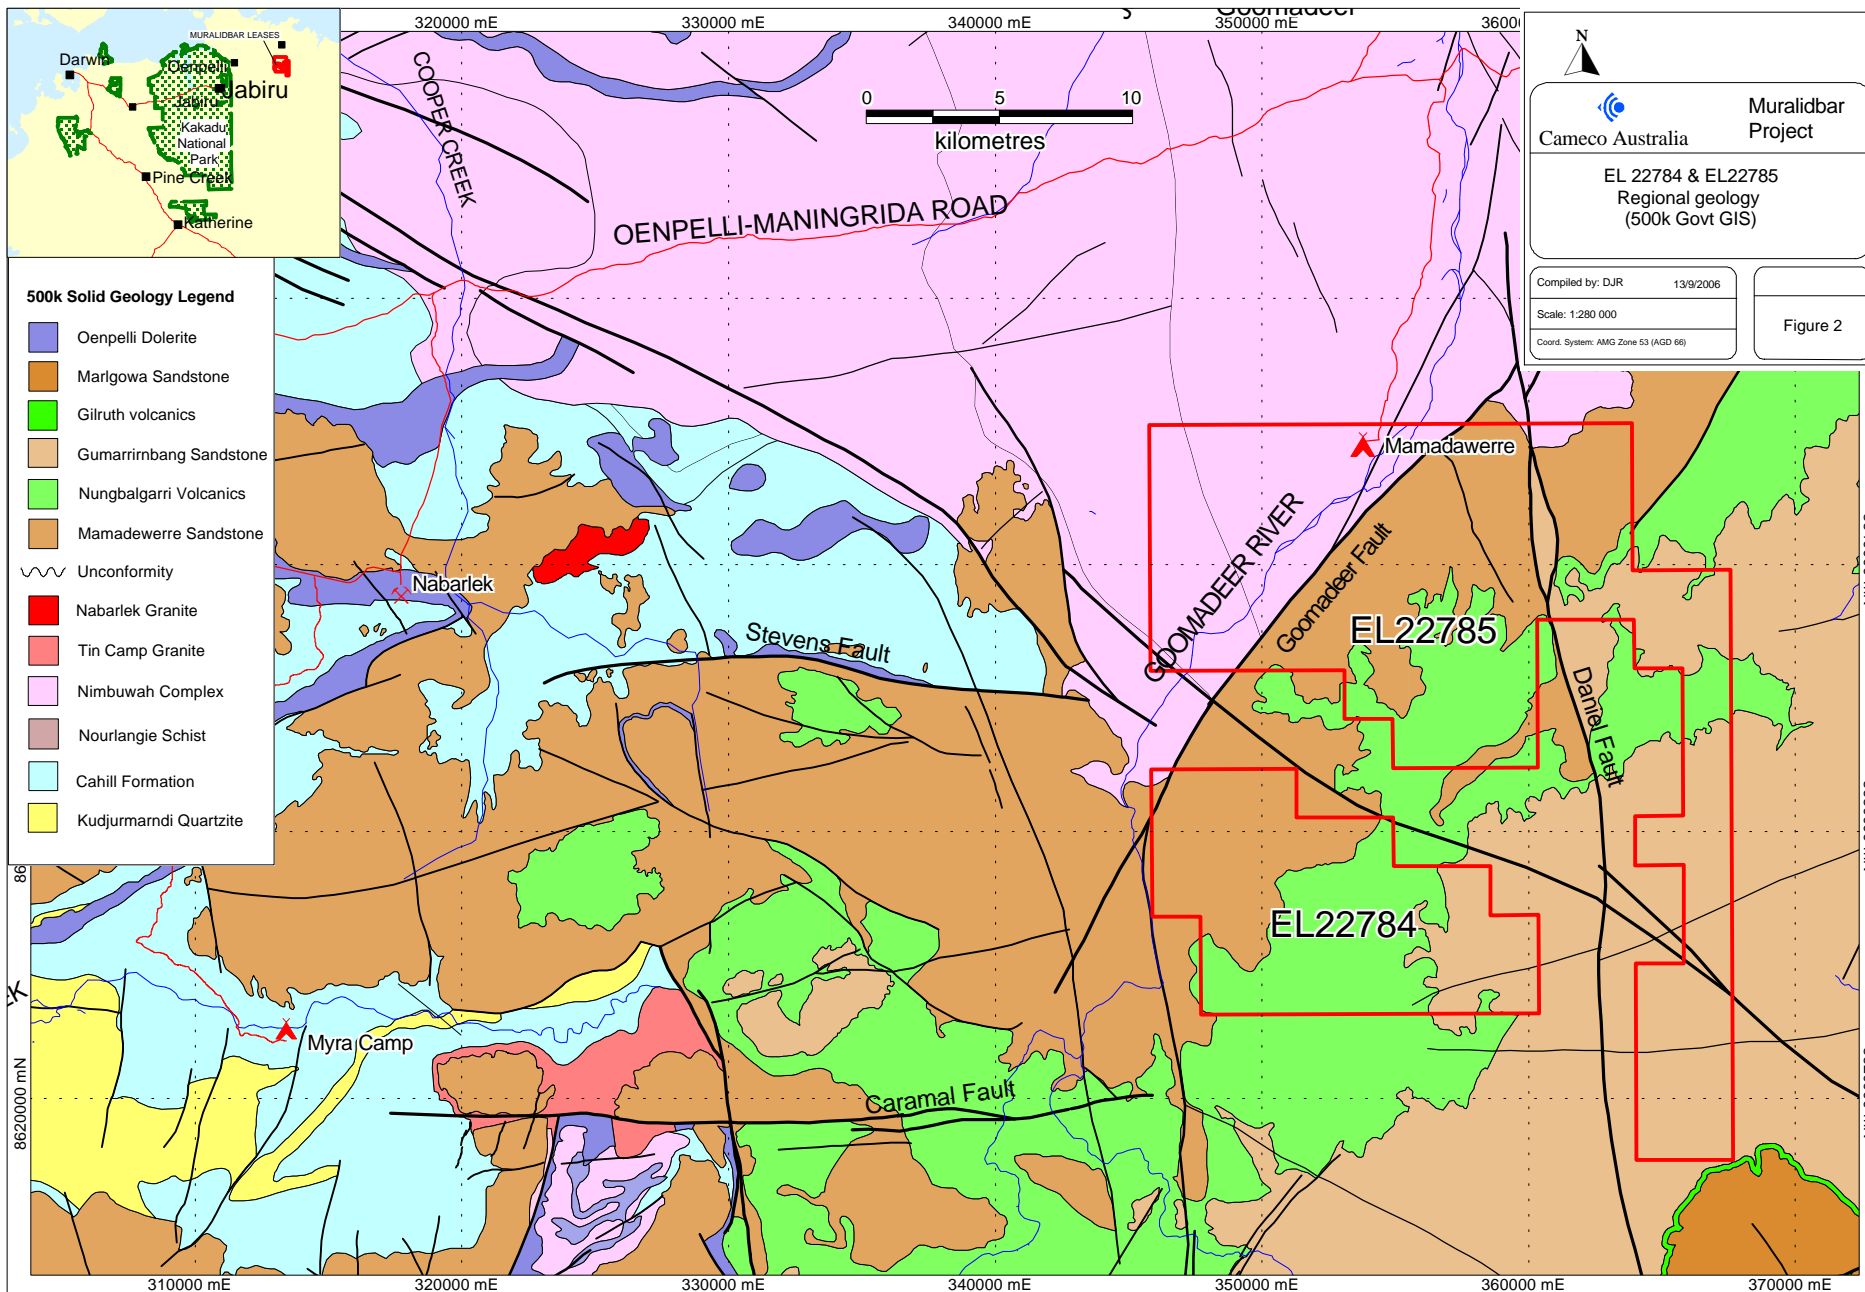 320000 mE
330000 mE
340000 mE
350000 mE
Goomadeer
MURALIDBAR LEASES
Darwin
Oenpelli
Jabiru
Jabiru
Kakadu
National
Park
Pine Creek
Katherine
COOPER CREEK
0 5 10
kilometres
OENPELLI-MANINGRIDA ROAD
N
Cameco Australia
Muralidbar
Project
EL 22784 & EL22785
Regional geology
(500k Govt GIS)
Compiled by: DJR 13/9/2006
Scale: 1:280 000
Coord. System: AMG Zone 53 (AGD 66)
Figure 2
500k Solid Geology Legend
Oenpelli Dolerite
Marlgowa Sandstone
Gilruth volcanics
Gumarrirnbang Sandstone
Nungbalgarri Volcanics
Mamadewerre Sandstone
Unconformity
Nabarlek Granite
Tin Camp Granite
Nimbuwah Complex
Nourlangie Schist
Cahill Formation
Kudjurmarndi Quartzite
Mamadawerre
Nabarlek
GOOMADEER RIVER
Goomadeer Fault
EL22785
Stevens Fault
Daniel Fault
EL22784
Myra Camp
Caramal Fault
8620000 mN
310000 mE
320000 mE
330000 mE
340000 mE
350000 mE
360000 mE
370000 mE